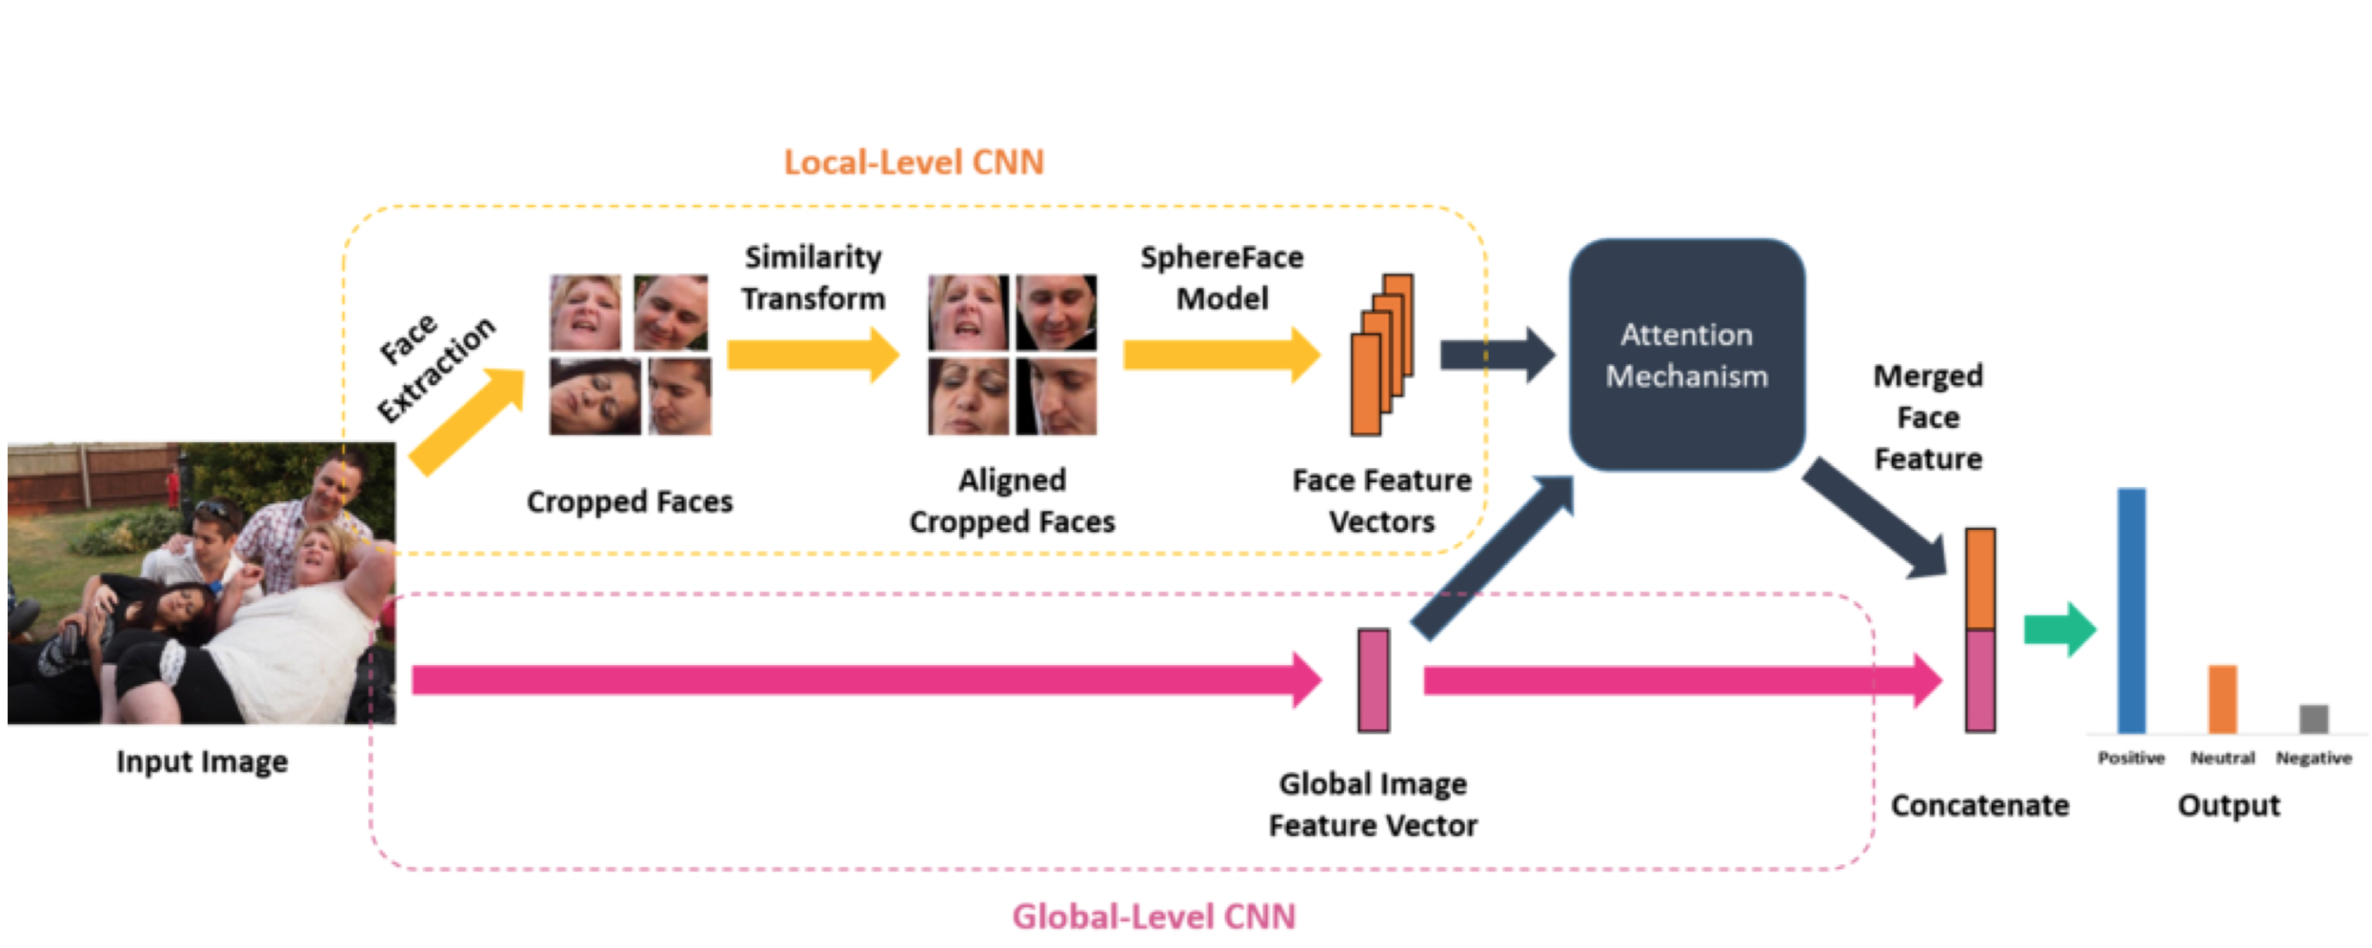 Local-Level CNN
Face
Extraction
Similarity
Transform
SphereFace
Model
Cropped Faces
Aligned
Cropped Faces
Face Feature
Vectors
Attention
Mechanism
Merged
Face
Feature
Input Image
Global Image
Feature Vector
Concatenate
Positive
Neutral
Negative
Output
Global-Level CNN